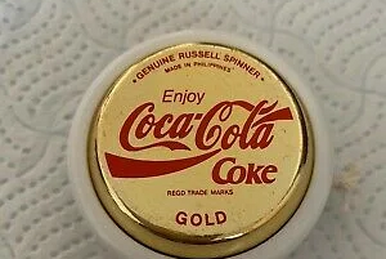 • GENUINE RUSSELL SPINNER •
MADE IN PHILIPPINES
Enjoy
Coca-Cola
Coke
REGD TRADE MARKS
GOLD